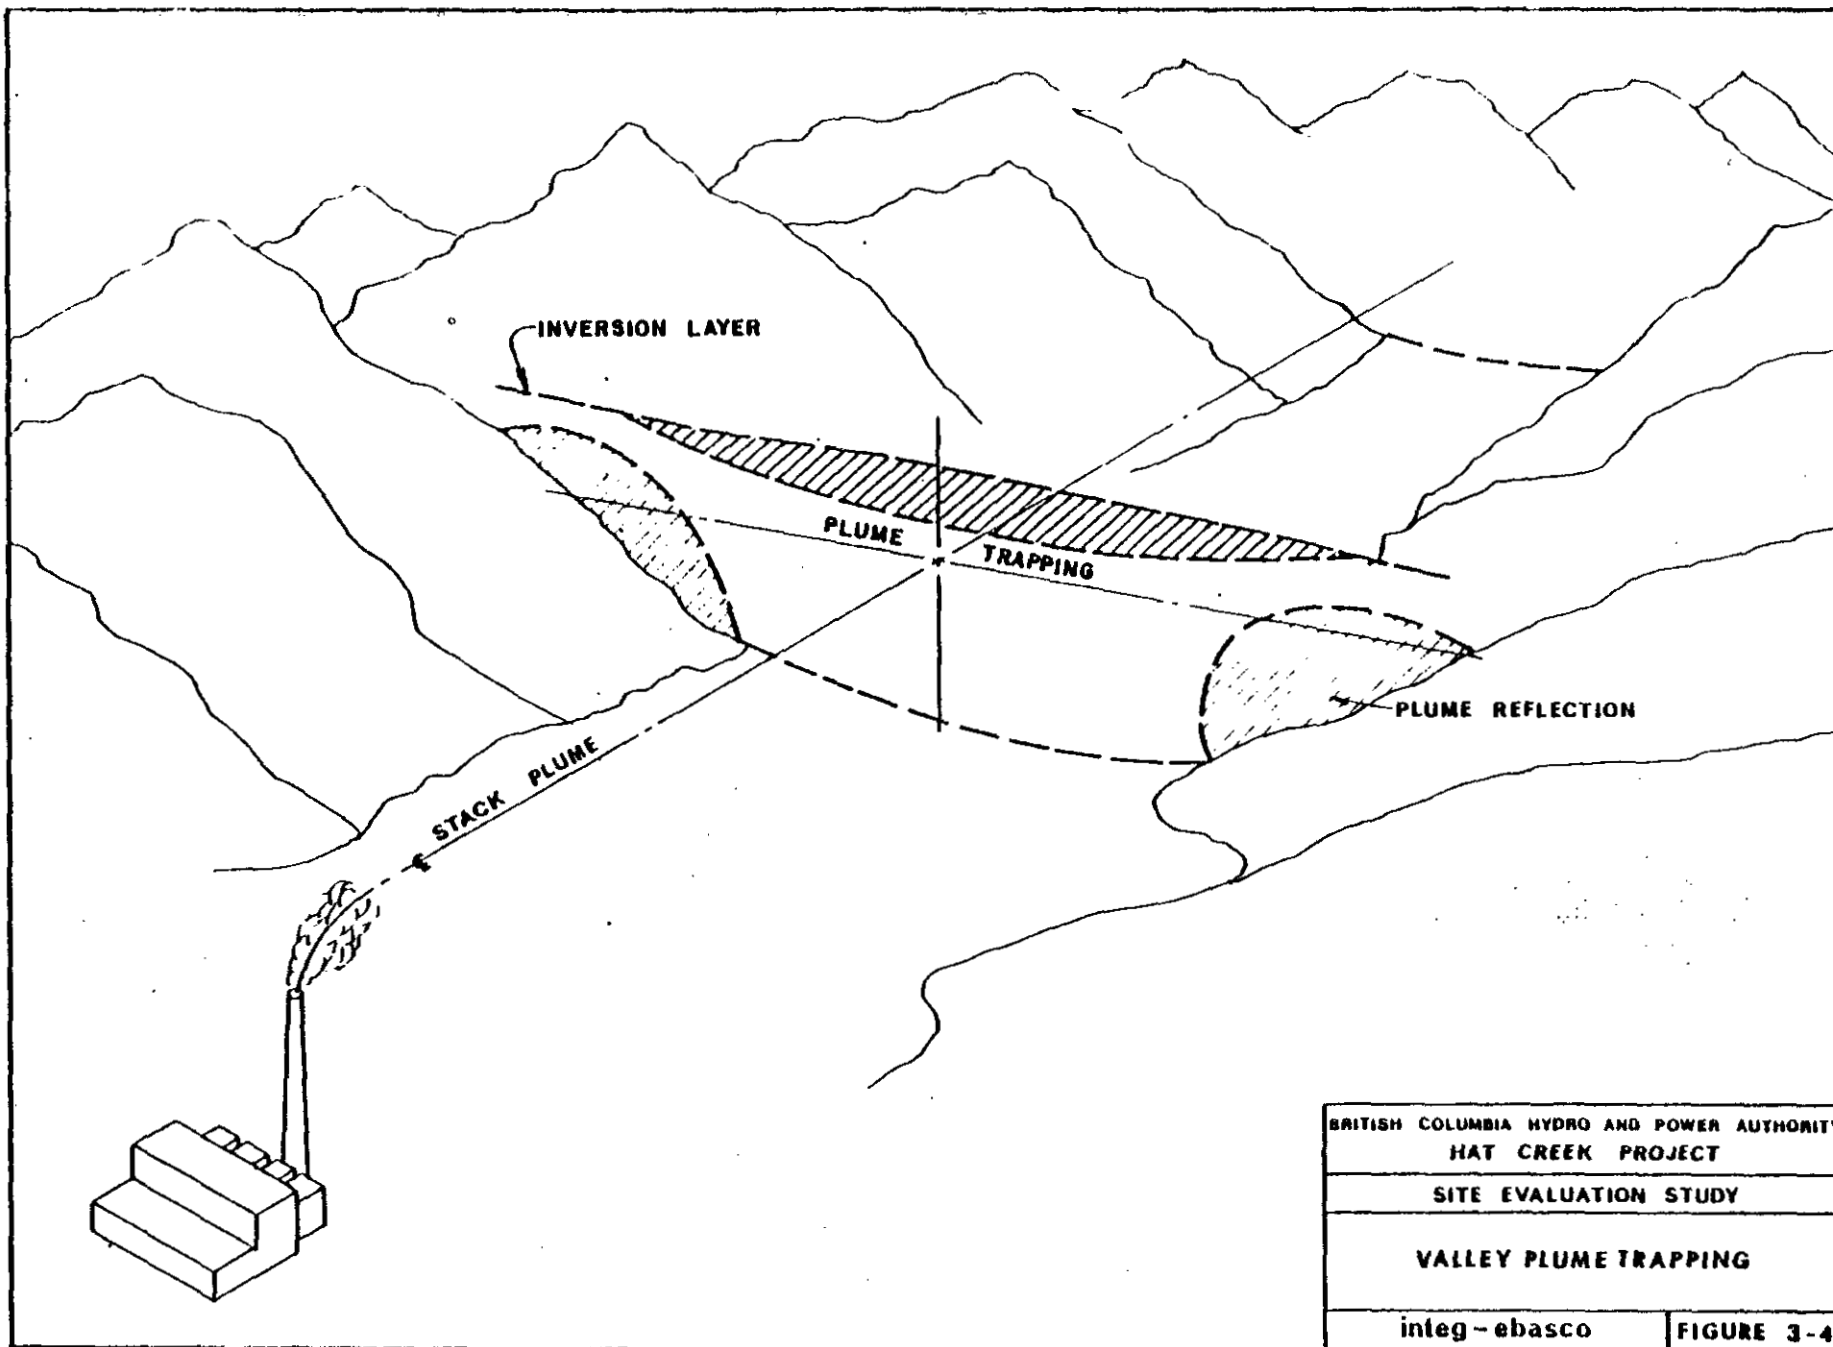 INVERSION LAYER
PLUME TRAPPING
PLUME REFLECTION
STACK PLUME
℄
BRITISH COLUMBIA HYDRO AND POWER AUTHORITY
HAT CREEK PROJECT
SITE EVALUATION STUDY
VALLEY PLUME TRAPPING
integ-ebasco
FIGURE 3-4